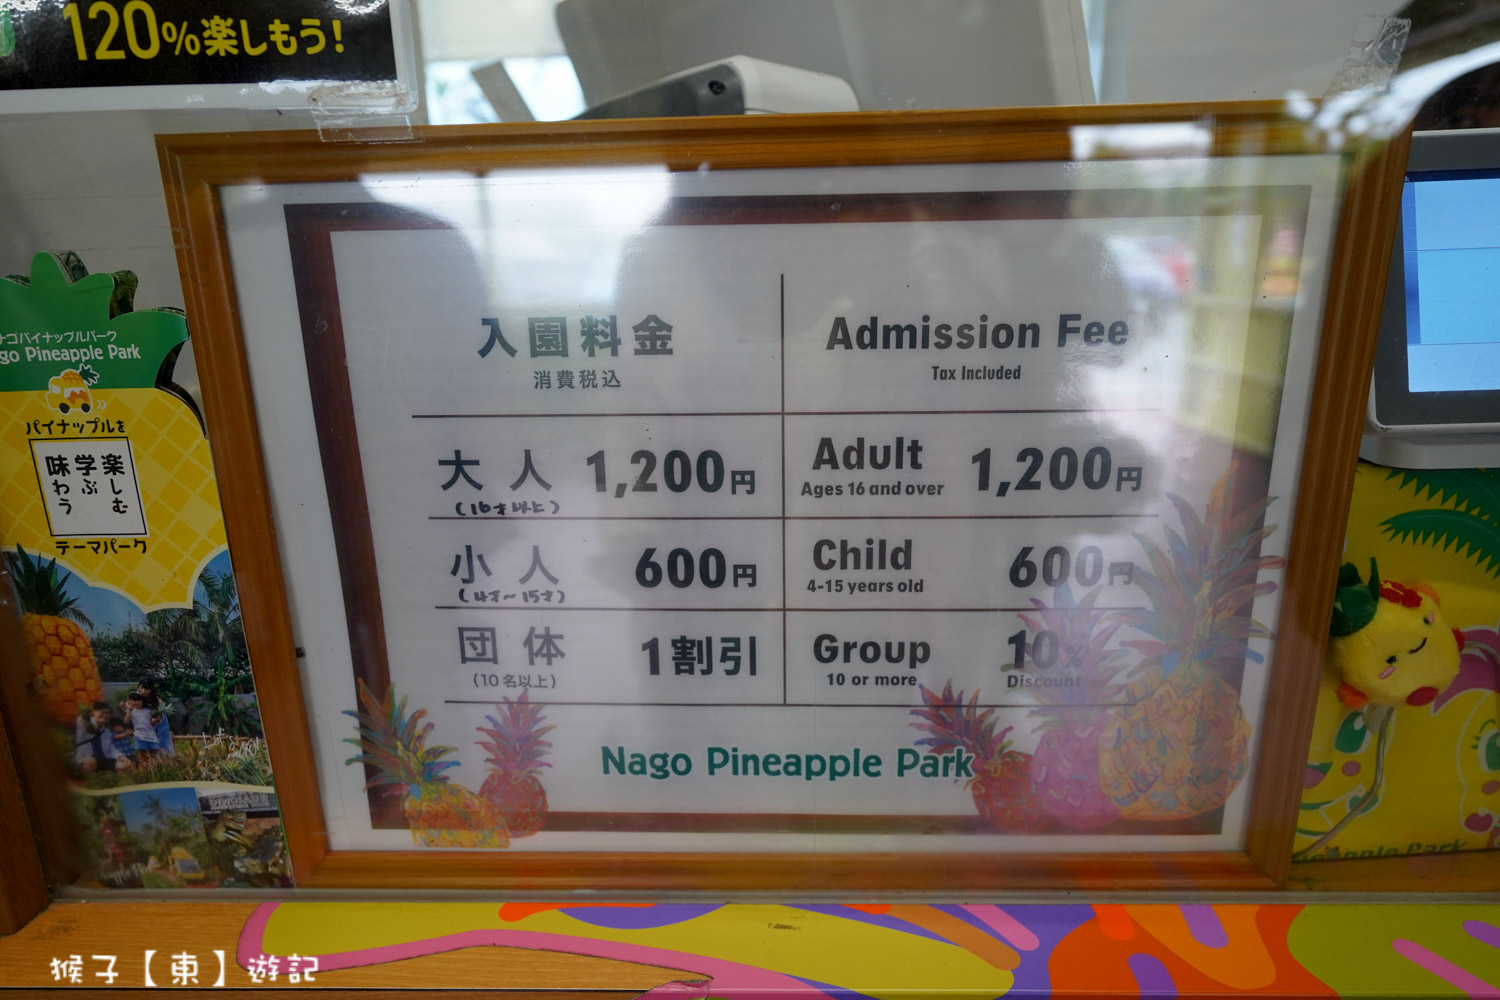 120%楽しもう!
ナゴパイナップルパーク
go Pineapple Park
パイナップルを
味わう
学ぶ
楽しむ
テーマパーク
入園料金
消費税込
Admission Fee
Tax Included
大人 1,200円
(16才以上)
Adult 1,200円
Ages 16 and over
小人 600円
(4才~15才)
Child 600円
4-15 years old
団体 1割引
(10名以上)
Group 10%
10 or more Discount
Nago Pineapple Park
Pineapple Park
猴子【東】遊記